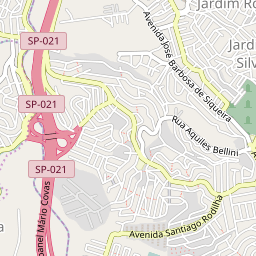 Jardim Ro
SP-021
Avenida José Barbosa de Siqueira
Jard
Silv
SP-021
Rua Aquiles Bellini
SP-021
anel Mário Covas
Avenida Santiago Rodilha